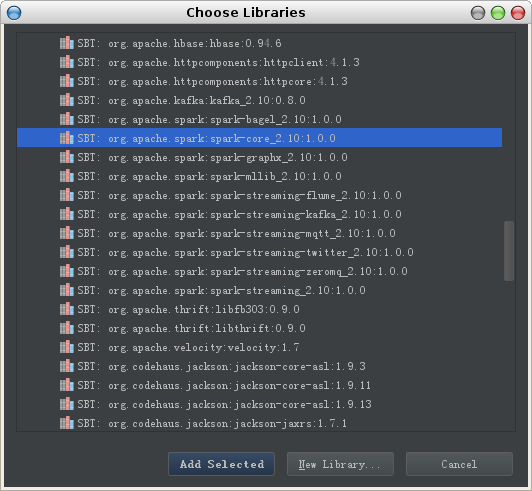 Choose Libraries
SBT: org.apache.hbase:hbase:0.94.6
SBT: org.apache.httpcomponents:httpclient:4.1.3
SBT: org.apache.httpcomponents:httpcore:4.1.3
SBT: org.apache.kafka:kafka_2.10:0.8.0
SBT: org.apache.spark:spark-bagel_2.10:1.0.0
SBT: org.apache.spark:spark-core_2.10:1.0.0
SBT: org.apache.spark:spark-graphx_2.10:1.0.0
SBT: org.apache.spark:spark-mllib_2.10:1.0.0
SBT: org.apache.spark:spark-streaming-flume_2.10:1.0.0
SBT: org.apache.spark:spark-streaming-kafka_2.10:1.0.0
SBT: org.apache.spark:spark-streaming-mqtt_2.10:1.0.0
SBT: org.apache.spark:spark-streaming-twitter_2.10:1.0.0
SBT: org.apache.spark:spark-streaming-zeromq_2.10:1.0.0
SBT: org.apache.spark:spark-streaming_2.10:1.0.0
SBT: org.apache.thrift:libfb303:0.9.0
SBT: org.apache.thrift:libthrift:0.9.0
SBT: org.apache.velocity:velocity:1.7
SBT: org.codehaus.jackson:jackson-core-asl:1.9.3
SBT: org.codehaus.jackson:jackson-core-asl:1.9.11
SBT: org.codehaus.jackson:jackson-core-asl:1.9.13
SBT: org.codehaus.jackson:jackson-jaxrs:1.7.1
Add Selected New Library... Cancel